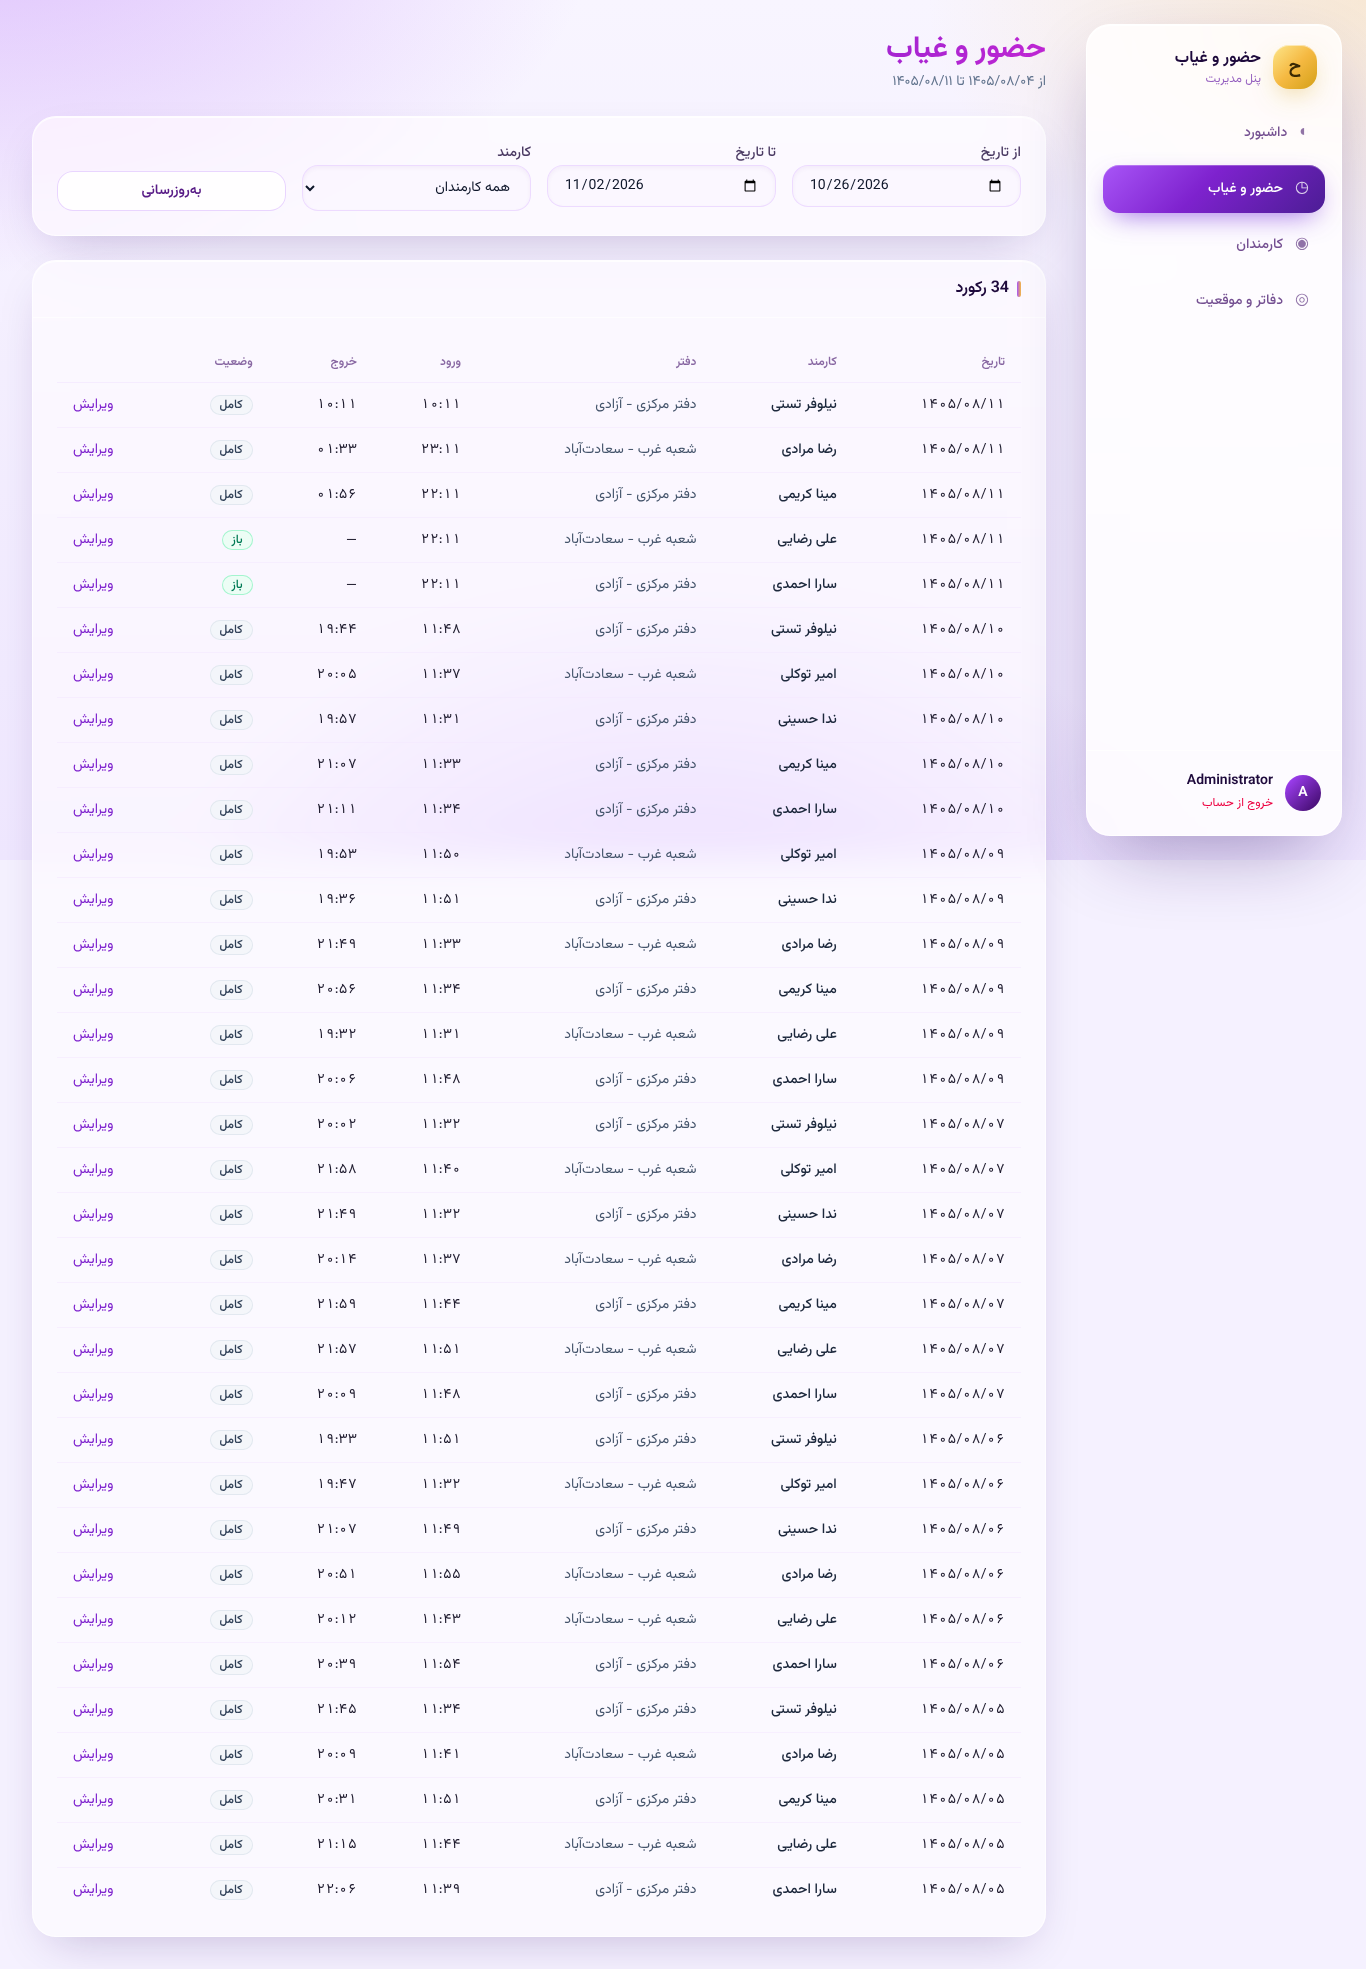 ح
حضور و غیاب
پنل مدیریت
داشبورد
حضور و غیاب
کارمندان
دفاتر و موقعیت
A
Administrator
خروج از حساب
حضور و غیاب
از ۱۴۰۵/۰۸/۰۴ تا ۱۴۰۵/۰۸/۱۱
از تاریخ
10/26/2026
تا تاریخ
11/02/2026
کارمند
همه کارمندان
به‌روزرسانی
34 رکورد
تاریخ کارمند دفتر ورود خروج وضعیت
۱۴۰۵/۰۸/۱۱ نیلوفر تستی دفتر مرکزی - آزادی ۱۰:۱۱ ۱۰:۱۱ کامل ویرایش
۱۴۰۵/۰۸/۱۱ رضا مرادی شعبه غرب - سعادت‌آباد ۲۳:۱۱ ۰۱:۳۳ کامل ویرایش
۱۴۰۵/۰۸/۱۱ مینا کریمی دفتر مرکزی - آزادی ۲۲:۱۱ ۰۱:۵۶ کامل ویرایش
۱۴۰۵/۰۸/۱۱ علی رضایی شعبه غرب - سعادت‌آباد ۲۲:۱۱ — باز ویرایش
۱۴۰۵/۰۸/۱۱ سارا احمدی دفتر مرکزی - آزادی ۲۲:۱۱ — باز ویرایش
۱۴۰۵/۰۸/۱۰ نیلوفر تستی دفتر مرکزی - آزادی ۱۱:۴۸ ۱۹:۴۴ کامل ویرایش
۱۴۰۵/۰۸/۱۰ امیر توکلی شعبه غرب - سعادت‌آباد ۱۱:۳۷ ۲۰:۰۵ کامل ویرایش
۱۴۰۵/۰۸/۱۰ ندا حسینی دفتر مرکزی - آزادی ۱۱:۳۱ ۱۹:۵۷ کامل ویرایش
۱۴۰۵/۰۸/۱۰ مینا کریمی دفتر مرکزی - آزادی ۱۱:۳۳ ۲۱:۰۷ کامل ویرایش
۱۴۰۵/۰۸/۱۰ سارا احمدی دفتر مرکزی - آزادی ۱۱:۳۴ ۲۱:۱۱ کامل ویرایش
۱۴۰۵/۰۸/۰۹ امیر توکلی شعبه غرب - سعادت‌آباد ۱۱:۵۰ ۱۹:۵۳ کامل ویرایش
۱۴۰۵/۰۸/۰۹ ندا حسینی دفتر مرکزی - آزادی ۱۱:۵۱ ۱۹:۳۶ کامل ویرایش
۱۴۰۵/۰۸/۰۹ رضا مرادی شعبه غرب - سعادت‌آباد ۱۱:۳۳ ۲۱:۴۹ کامل ویرایش
۱۴۰۵/۰۸/۰۹ مینا کریمی دفتر مرکزی - آزادی ۱۱:۳۴ ۲۰:۵۶ کامل ویرایش
۱۴۰۵/۰۸/۰۹ علی رضایی شعبه غرب - سعادت‌آباد ۱۱:۳۱ ۱۹:۳۲ کامل ویرایش
۱۴۰۵/۰۸/۰۹ سارا احمدی دفتر مرکزی - آزادی ۱۱:۴۸ ۲۰:۰۶ کامل ویرایش
۱۴۰۵/۰۸/۰۷ نیلوفر تستی دفتر مرکزی - آزادی ۱۱:۳۲ ۲۰:۰۲ کامل ویرایش
۱۴۰۵/۰۸/۰۷ امیر توکلی شعبه غرب - سعادت‌آباد ۱۱:۴۰ ۲۱:۵۸ کامل ویرایش
۱۴۰۵/۰۸/۰۷ ندا حسینی دفتر مرکزی - آزادی ۱۱:۳۲ ۲۱:۴۹ کامل ویرایش
۱۴۰۵/۰۸/۰۷ رضا مرادی شعبه غرب - سعادت‌آباد ۱۱:۳۷ ۲۰:۱۴ کامل ویرایش
۱۴۰۵/۰۸/۰۷ مینا کریمی دفتر مرکزی - آزادی ۱۱:۴۴ ۲۱:۵۹ کامل ویرایش
۱۴۰۵/۰۸/۰۷ علی رضایی شعبه غرب - سعادت‌آباد ۱۱:۵۱ ۲۱:۵۷ کامل ویرایش
۱۴۰۵/۰۸/۰۷ سارا احمدی دفتر مرکزی - آزادی ۱۱:۴۸ ۲۰:۰۹ کامل ویرایش
۱۴۰۵/۰۸/۰۶ نیلوفر تستی دفتر مرکزی - آزادی ۱۱:۵۱ ۱۹:۳۳ کامل ویرایش
۱۴۰۵/۰۸/۰۶ امیر توکلی شعبه غرب - سعادت‌آباد ۱۱:۳۲ ۱۹:۴۷ کامل ویرایش
۱۴۰۵/۰۸/۰۶ ندا حسینی دفتر مرکزی - آزادی ۱۱:۴۹ ۲۱:۰۷ کامل ویرایش
۱۴۰۵/۰۸/۰۶ رضا مرادی شعبه غرب - سعادت‌آباد ۱۱:۵۵ ۲۰:۵۱ کامل ویرایش
۱۴۰۵/۰۸/۰۶ علی رضایی شعبه غرب - سعادت‌آباد ۱۱:۴۳ ۲۰:۱۲ کامل ویرایش
۱۴۰۵/۰۸/۰۶ سارا احمدی دفتر مرکزی - آزادی ۱۱:۵۴ ۲۰:۳۹ کامل ویرایش
۱۴۰۵/۰۸/۰۵ نیلوفر تستی دفتر مرکزی - آزادی ۱۱:۳۴ ۲۱:۴۵ کامل ویرایش
۱۴۰۵/۰۸/۰۵ رضا مرادی شعبه غرب - سعادت‌آباد ۱۱:۴۱ ۲۰:۰۹ کامل ویرایش
۱۴۰۵/۰۸/۰۵ مینا کریمی دفتر مرکزی - آزادی ۱۱:۵۱ ۲۰:۳۱ کامل ویرایش
۱۴۰۵/۰۸/۰۵ علی رضایی شعبه غرب - سعادت‌آباد ۱۱:۴۴ ۲۱:۱۵ کامل ویرایش
۱۴۰۵/۰۸/۰۵ سارا احمدی دفتر مرکزی - آزادی ۱۱:۳۹ ۲۲:۰۶ کامل ویرایش